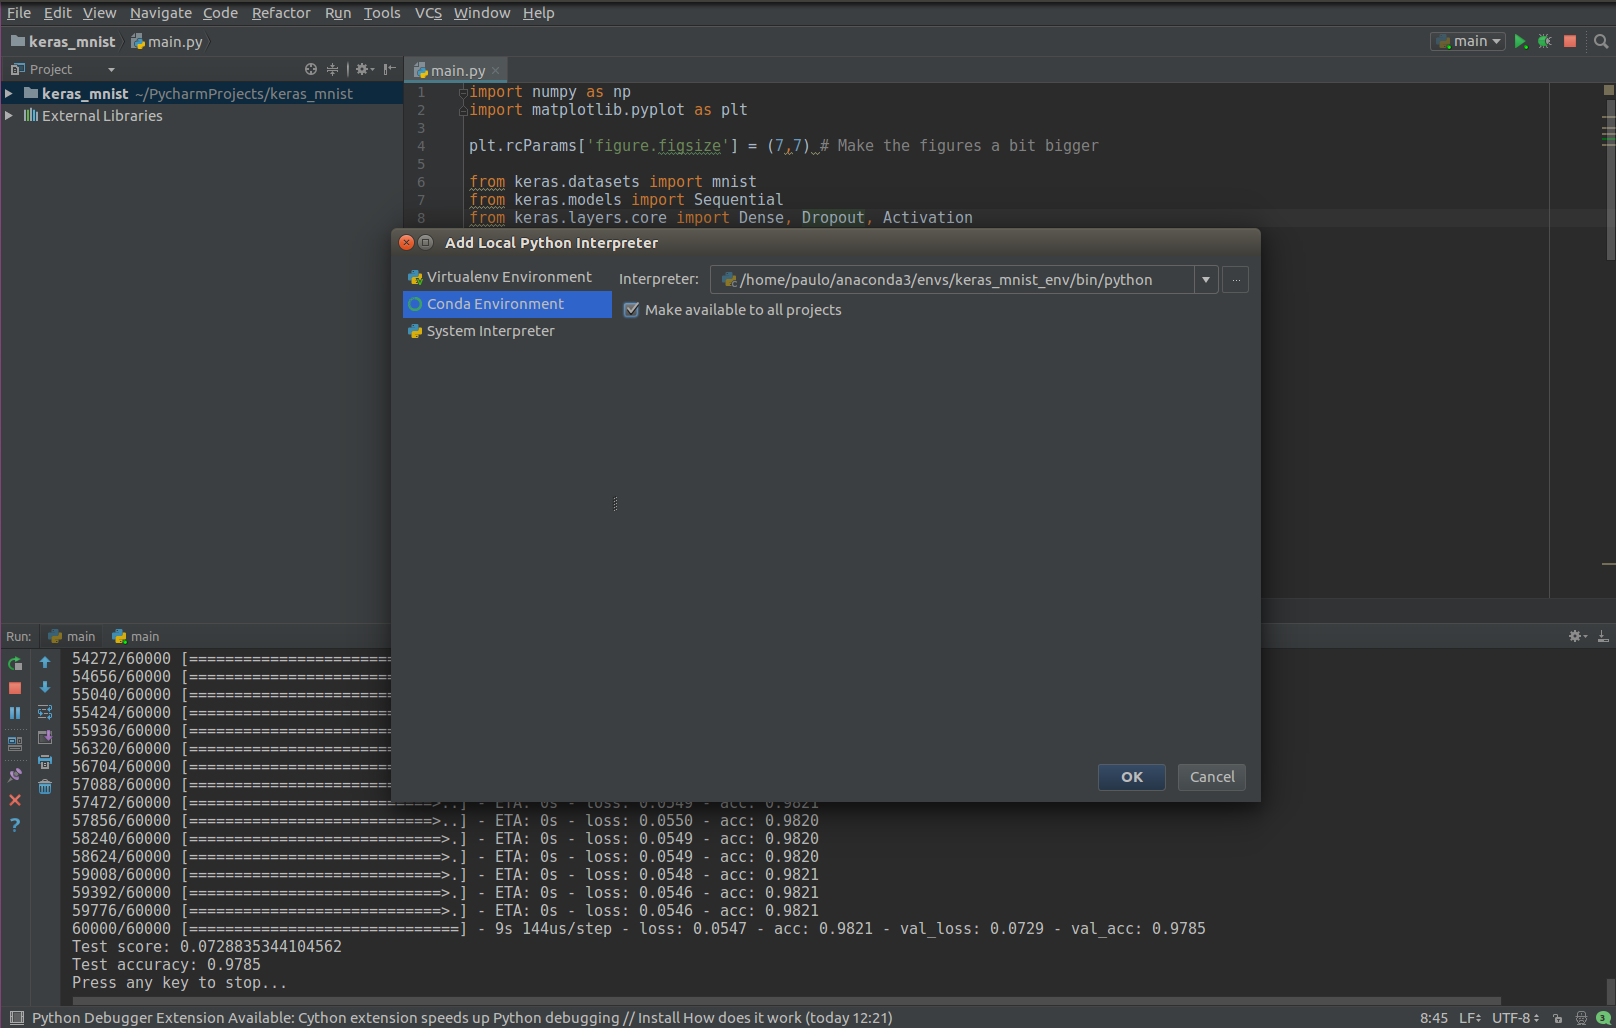 File Edit View Navigate Code Refactor Run Tools VCS Window Help
keras_mnist main.py main
Project
main.py
keras_mnist ~/PycharmProjects/keras_mnist
External Libraries
1 import numpy as np
2 import matplotlib.pyplot as plt
3
4 plt.rcParams['figure.figsize'] = (7,7) # Make the figures a bit bigger
5
6 from keras.datasets import mnist
7 from keras.models import Sequential
8 from keras.layers.core import Dense, Dropout, Activation
Add Local Python Interpreter
Virtualenv Environment
Conda Environment
System Interpreter
Interpreter: /home/paulo/anaconda3/envs/keras_mnist_env/bin/python ...
Make available to all projects
OK Cancel
Run: main main
54272/60000 [=======================
54656/60000 [=======================
55040/60000 [=======================
55424/60000 [=======================
55936/60000 [=======================
56320/60000 [=======================
56704/60000 [=======================
57088/60000 [=======================
57472/60000 [===========================>..] - ETA: 0s - loss: 0.0549 - acc: 0.9821
57856/60000 [===========================>..] - ETA: 0s - loss: 0.0550 - acc: 0.9820
58240/60000 [============================>.] - ETA: 0s - loss: 0.0549 - acc: 0.9820
58624/60000 [============================>.] - ETA: 0s - loss: 0.0549 - acc: 0.9820
59008/60000 [============================>.] - ETA: 0s - loss: 0.0548 - acc: 0.9821
59392/60000 [============================>.] - ETA: 0s - loss: 0.0546 - acc: 0.9821
59776/60000 [============================>.] - ETA: 0s - loss: 0.0546 - acc: 0.9821
60000/60000 [==============================] - 9s 144us/step - loss: 0.0547 - acc: 0.9821 - val_loss: 0.0729 - val_acc: 0.9785
Test score: 0.0728835344104562
Test accuracy: 0.9785
Press any key to stop...
Python Debugger Extension Available: Cython extension speeds up Python debugging // Install How does it work (today 12:21) 8:45 LF UTF-8 3